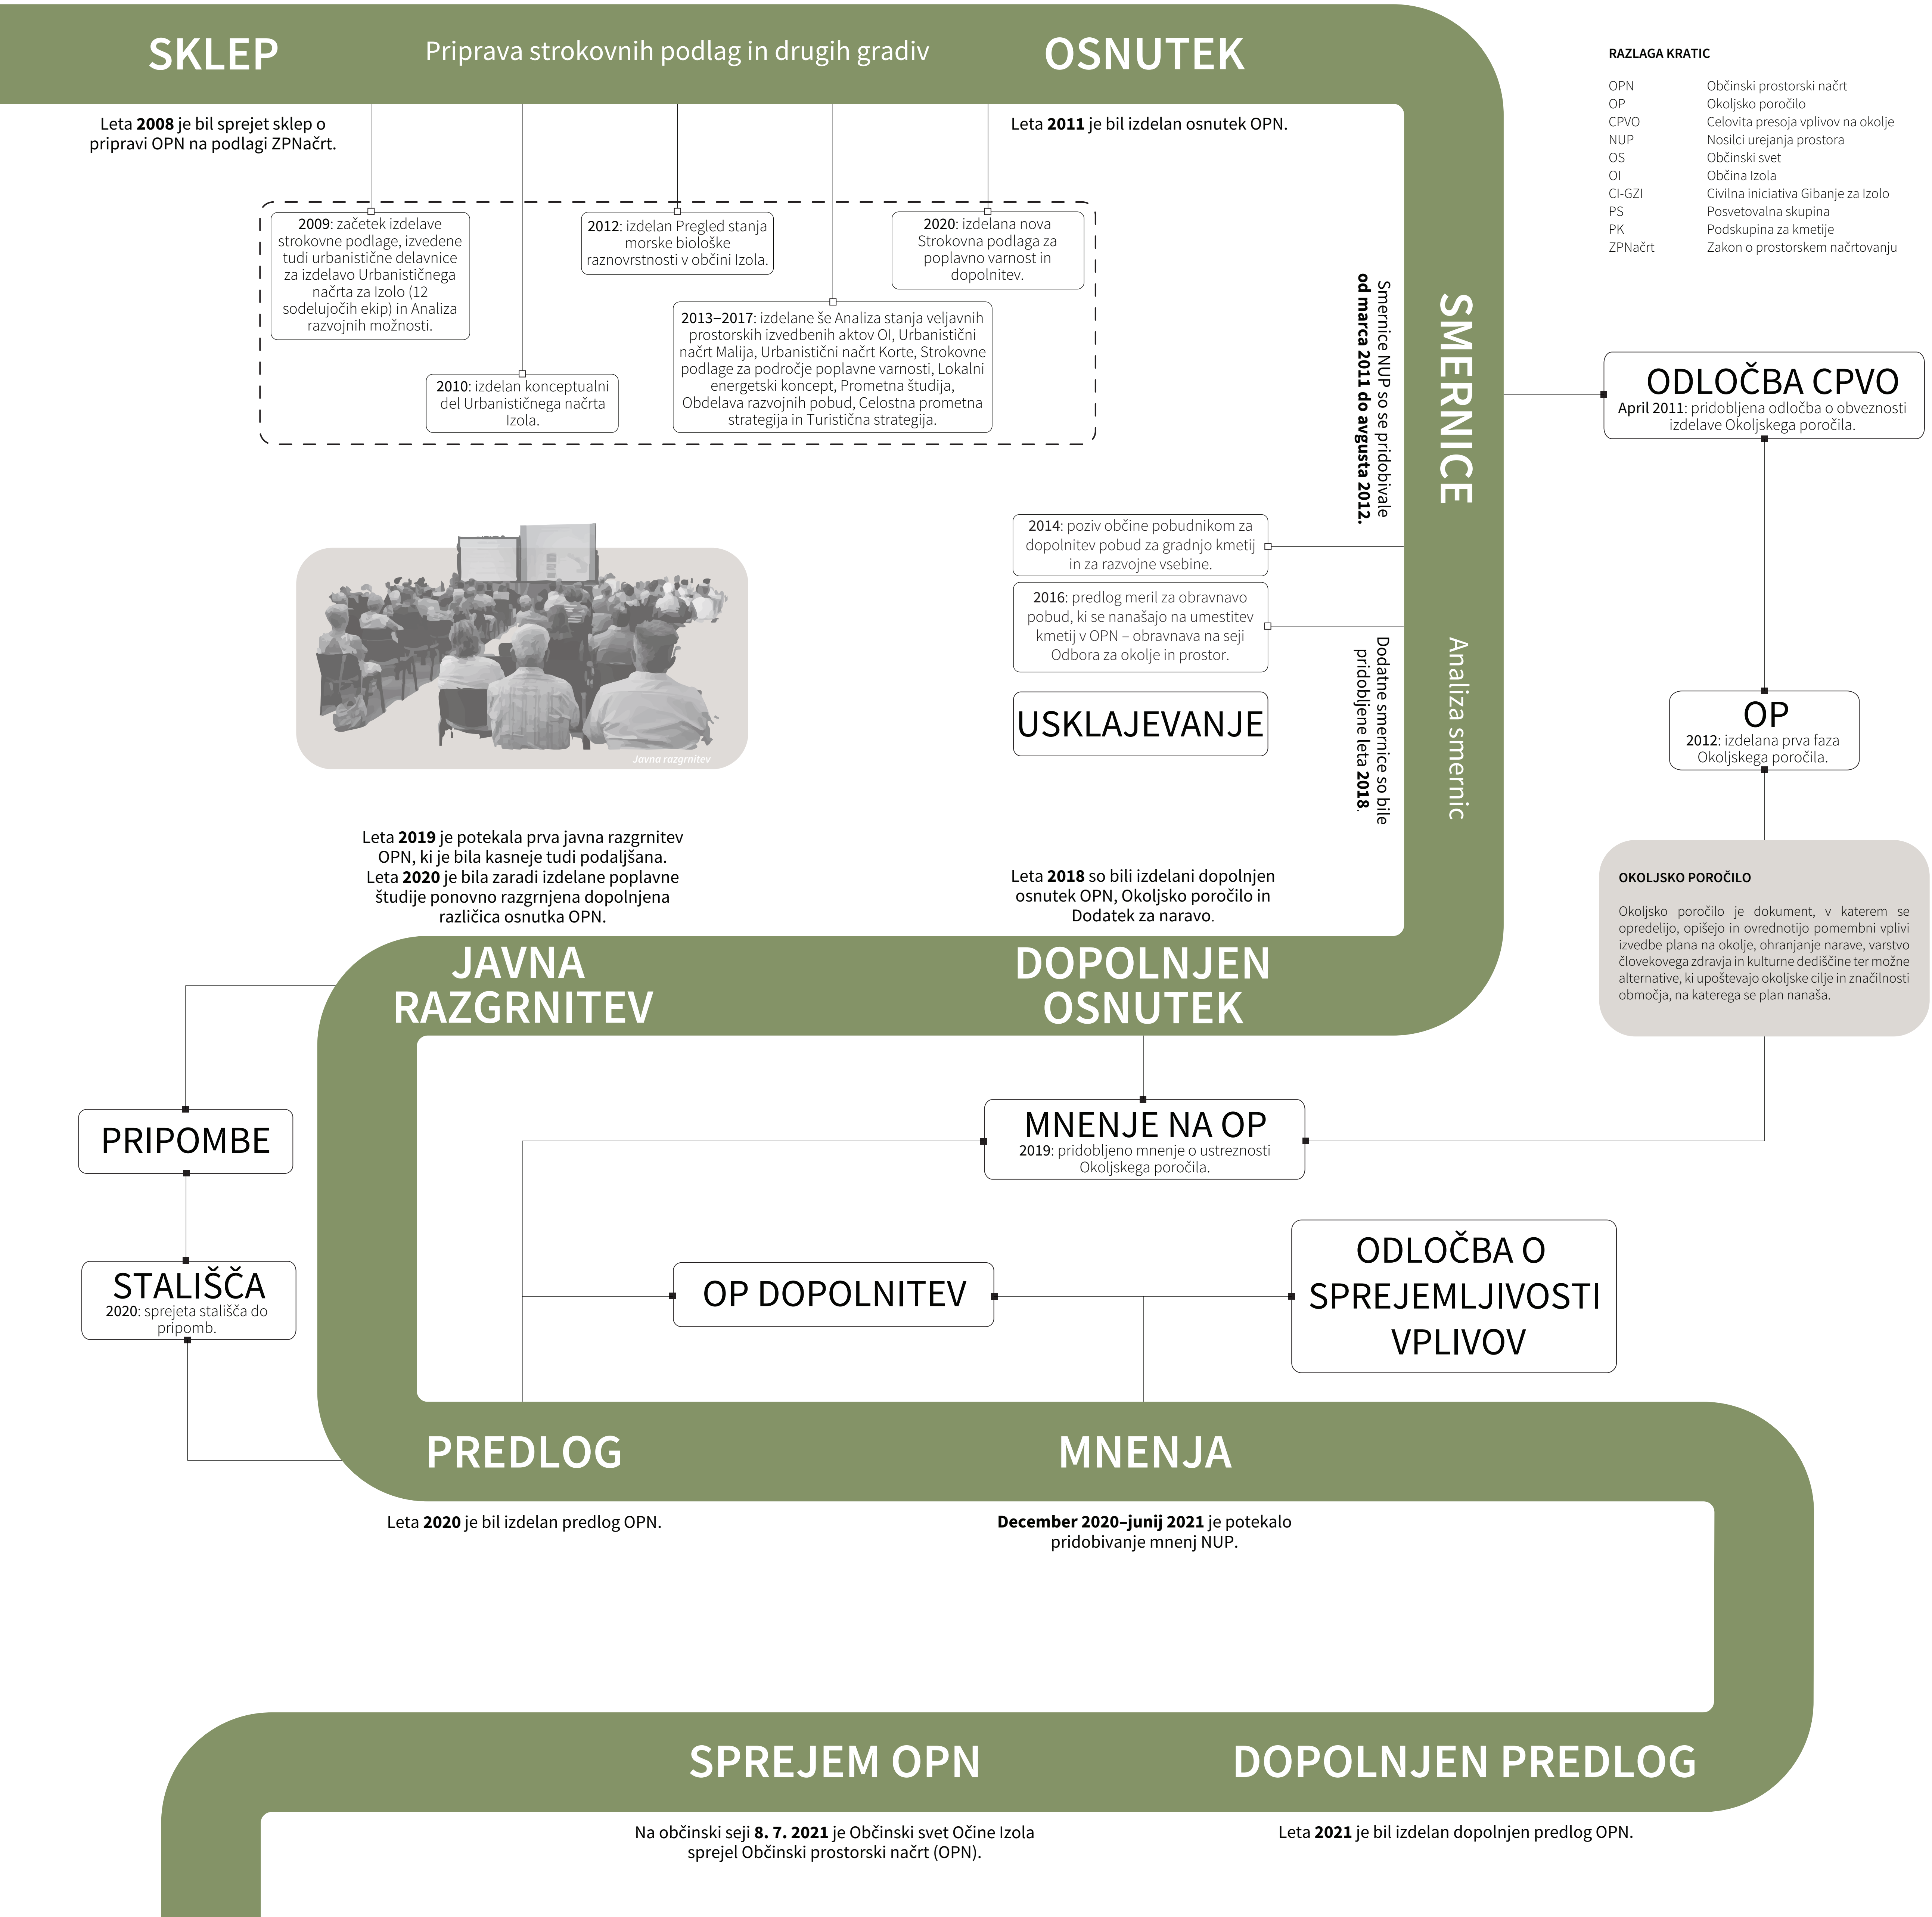 SKLEP
Priprava strokovnih podlag in drugih gradiv
OSNUTEK
Leta 2008 je bil sprejet sklep o
pripravi OPN na podlagi ZPNačrt.
Leta 2011 je bil izdelan osnutek OPN.
RAZLAGA KRATIC
OPN Občinski prostorski načrt
OP Okoljsko poročilo
CPVO Celovita presoja vplivov na okolje
NUP Nosilci urejanja prostora
OS Občinski svet
OI Občina Izola
CI-GZI Civilna iniciativa Gibanje za Izolo
PS Posvetovalna skupina
PK Podskupina za kmetije
ZPNačrt Zakon o prostorskem načrtovanju
2009: začetek izdelave
strokovne podlage, izvedene
tudi urbanistične delavnice
za izdelavo Urbanističnega
načrta za Izolo (12
sodelujočih ekip) in Analiza
razvojnih možnosti.
2010: izdelan konceptualni
del Urbanističnega načrta
Izola.
2012: izdelan Pregled stanja
morske biološke
raznovrstnosti v občini Izola.
2013–2017: izdelane še Analiza stanja veljavnih
prostorskih izvedbenih aktov OI, Urbanistični
načrt Malija, Urbanistični načrt Korte, Strokovne
podlage za področje poplavne varnosti, Lokalni
energetski koncept, Prometna študija,
Obdelava razvojnih pobud, Celostna prometna
strategija in Turistična strategija.
2020: izdelana nova
Strokovna podlaga za
poplavno varnost in
dopolnitev.
SMERNICE
Smernice NUP so se pridobivale
od marca 2011 do avgusta 2012.
ODLOČBA CPVO
April 2011: pridobljena odločba o obveznosti
izdelave Okoljskega poročila.
2014: poziv občine pobudnikom za
dopolnitev pobud za gradnjo kmetij
in za razvojne vsebine.
2016: predlog meril za obravnavo
pobud, ki se nanašajo na umestitev
kmetij v OPN – obravnava na seji
Odbora za okolje in prostor.
USKLAJEVANJE
Analiza smernic
Dodatne smernice so bile
pridobljene leta 2018.
OP
2012: izdelana prva faza
Okoljskega poročila.
Javna razgrnitev
OKOLJSKO POROČILO
Okoljsko poročilo je dokument, v katerem se
opredelijo, opišejo in ovrednotijo pomembni vplivi
izvedbe plana na okolje, ohranjanje narave, varstvo
človekovega zdravja in kulturne dediščine ter možne
alternative, ki upoštevajo okoljske cilje in značilnosti
območja, na katerega se plan nanaša.
Leta 2019 je potekala prva javna razgrnitev
OPN, ki je bila kasneje tudi podaljšana.
Leta 2020 je bila zaradi izdelane poplavne
študije ponovno razgrnjena dopolnjena
različica osnutka OPN.
Leta 2018 so bili izdelani dopolnjen
osnutek OPN, Okoljsko poročilo in
Dodatek za naravo.
JAVNA
RAZGRNITEV
DOPOLNJEN
OSNUTEK
PRIPOMBE
MNENJE NA OP
2019: pridobljeno mnenje o ustreznosti
Okoljskega poročila.
STALIŠČA
2020: sprejeta stališča do
pripomb.
OP DOPOLNITEV
ODLOČBA O
SPREJEMLJIVOSTI
VPLIVOV
PREDLOG
MNENJA
Leta 2020 je bil izdelan predlog OPN.
December 2020–junij 2021 je potekalo
pridobivanje mnenj NUP.
SPREJEM OPN
DOPOLNJEN PREDLOG
Na občinski seji 8. 7. 2021 je Občinski svet Očine Izola
sprejel Občinski prostorski načrt (OPN).
Leta 2021 je bil izdelan dopolnjen predlog OPN.